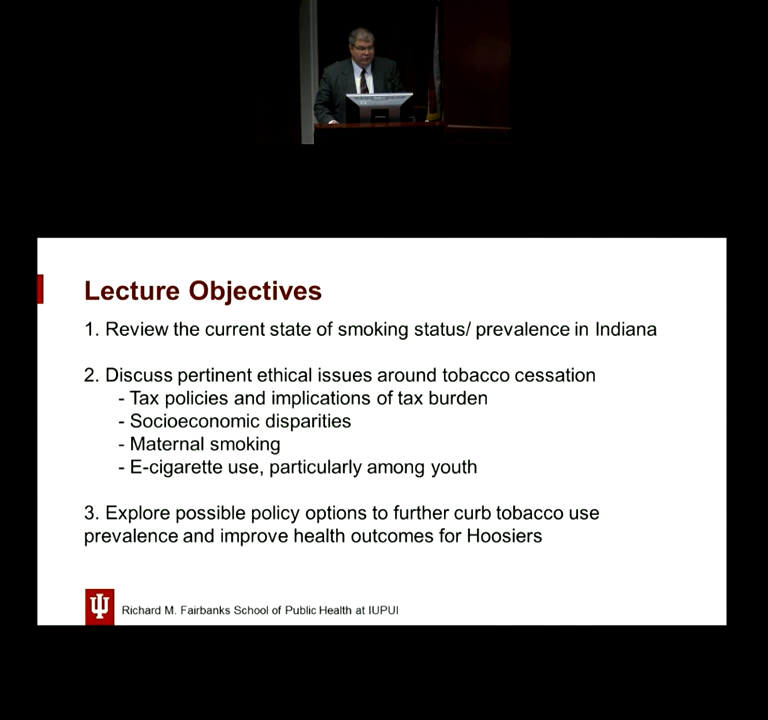 Lecture Objectives
1. Review the current state of smoking status/ prevalence in Indiana
2. Discuss pertinent ethical issues around tobacco cessation
- Tax policies and implications of tax burden
- Socioeconomic disparities
- Maternal smoking
- E-cigarette use, particularly among youth
3. Explore possible policy options to further curb tobacco use
prevalence and improve health outcomes for Hoosiers
Richard M. Fairbanks School of Public Health at IUPUI